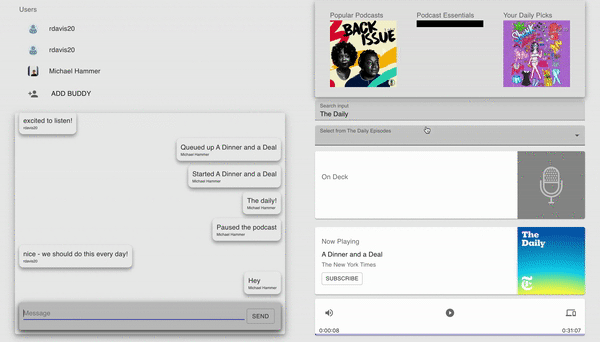 Users
rdavis20
rdavis20
Michael Hammer
ADD BUDDY
excited to listen!
rdavis20
Queued up A Dinner and a Deal
Michael Hammer
Started A Dinner and a Deal
Michael Hammer
The daily!
Michael Hammer
Paused the podcast
Michael Hammer
nice - we should do this every day!
rdavis20
Hey
Michael Hammer
Message
SEND
Popular Podcasts
BACK
ISSUE
Podcast Essentials
Your Daily Picks
Search input
The Daily
Select from The Daily Episodes
On Deck
Now Playing
A Dinner and a Deal
The New York Times
SUBSCRIBE
The
Daily
0:00:08
0:31:07